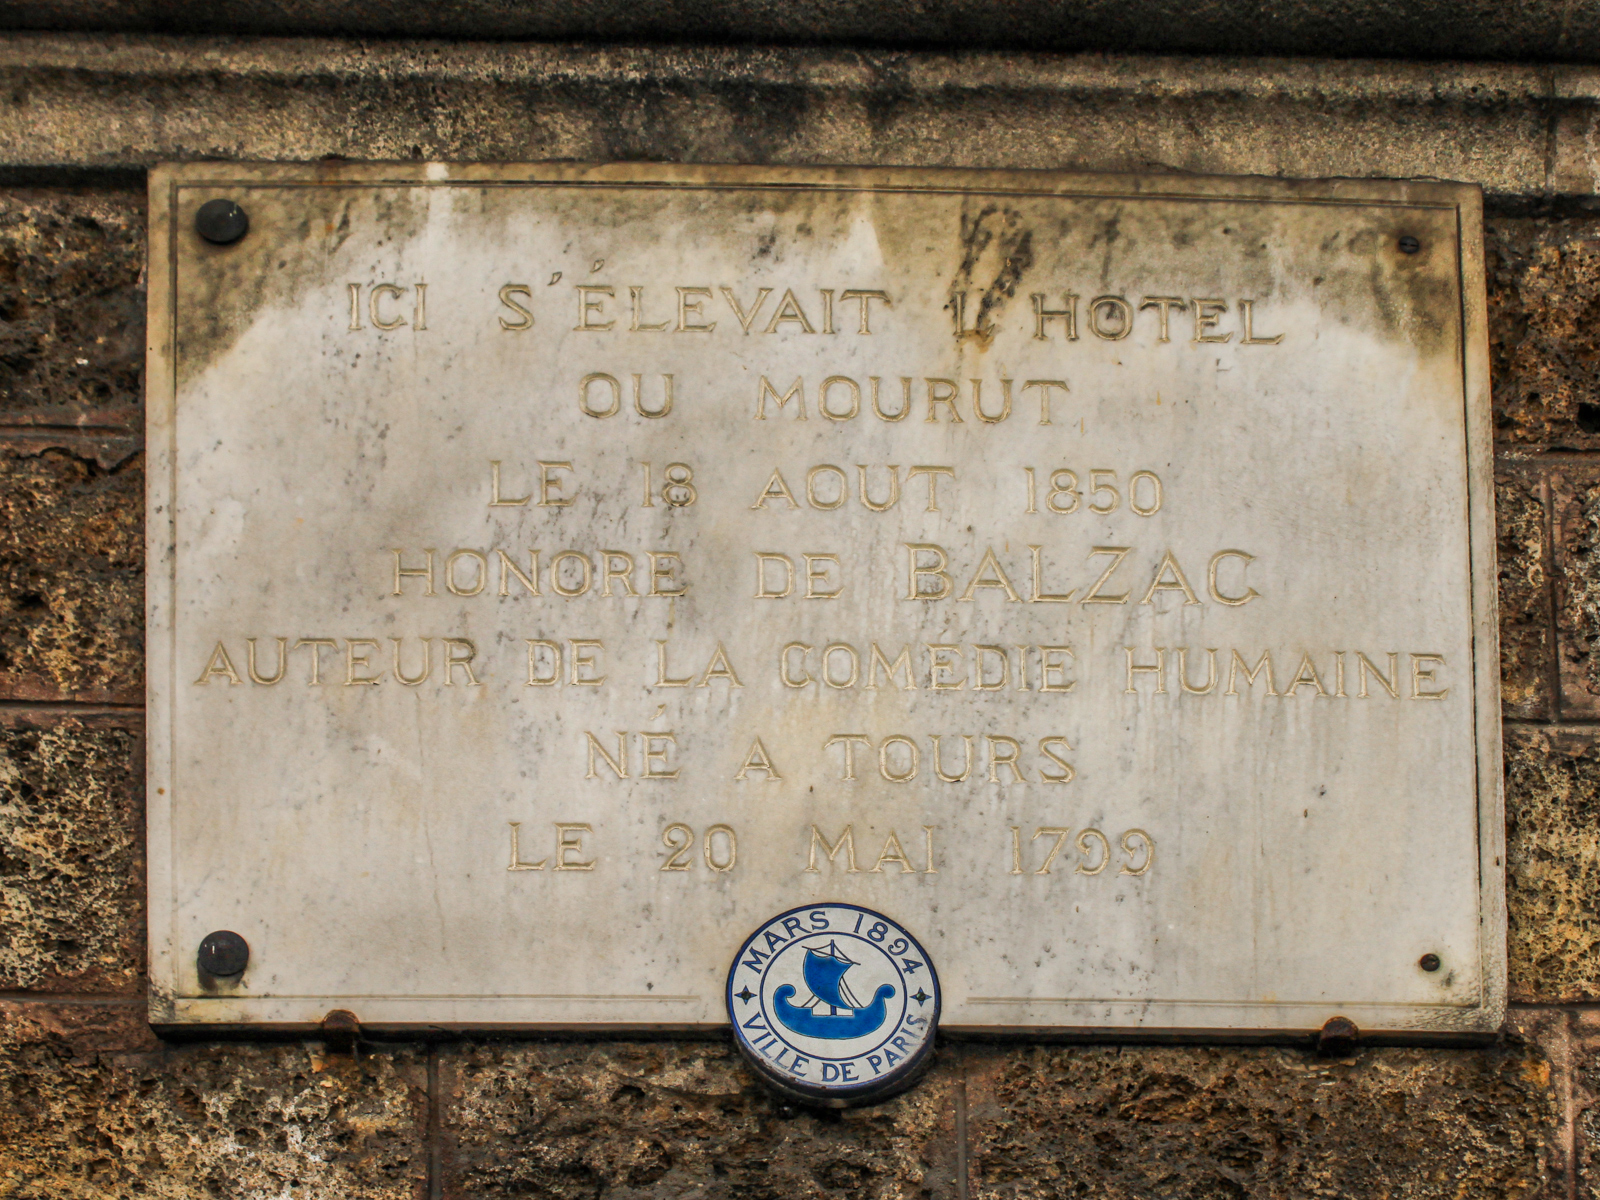 ICI S'ÉLEVAIT L'HOTEL
OU MOURUT
LE 18 AOUT 1850
HONORE DE BALZAC
AUTEUR DE LA COMEDIE HUMAINE
NÉ A TOURS
LE 20 MAI 1799
MARS 1894
VILLE DE PARIS